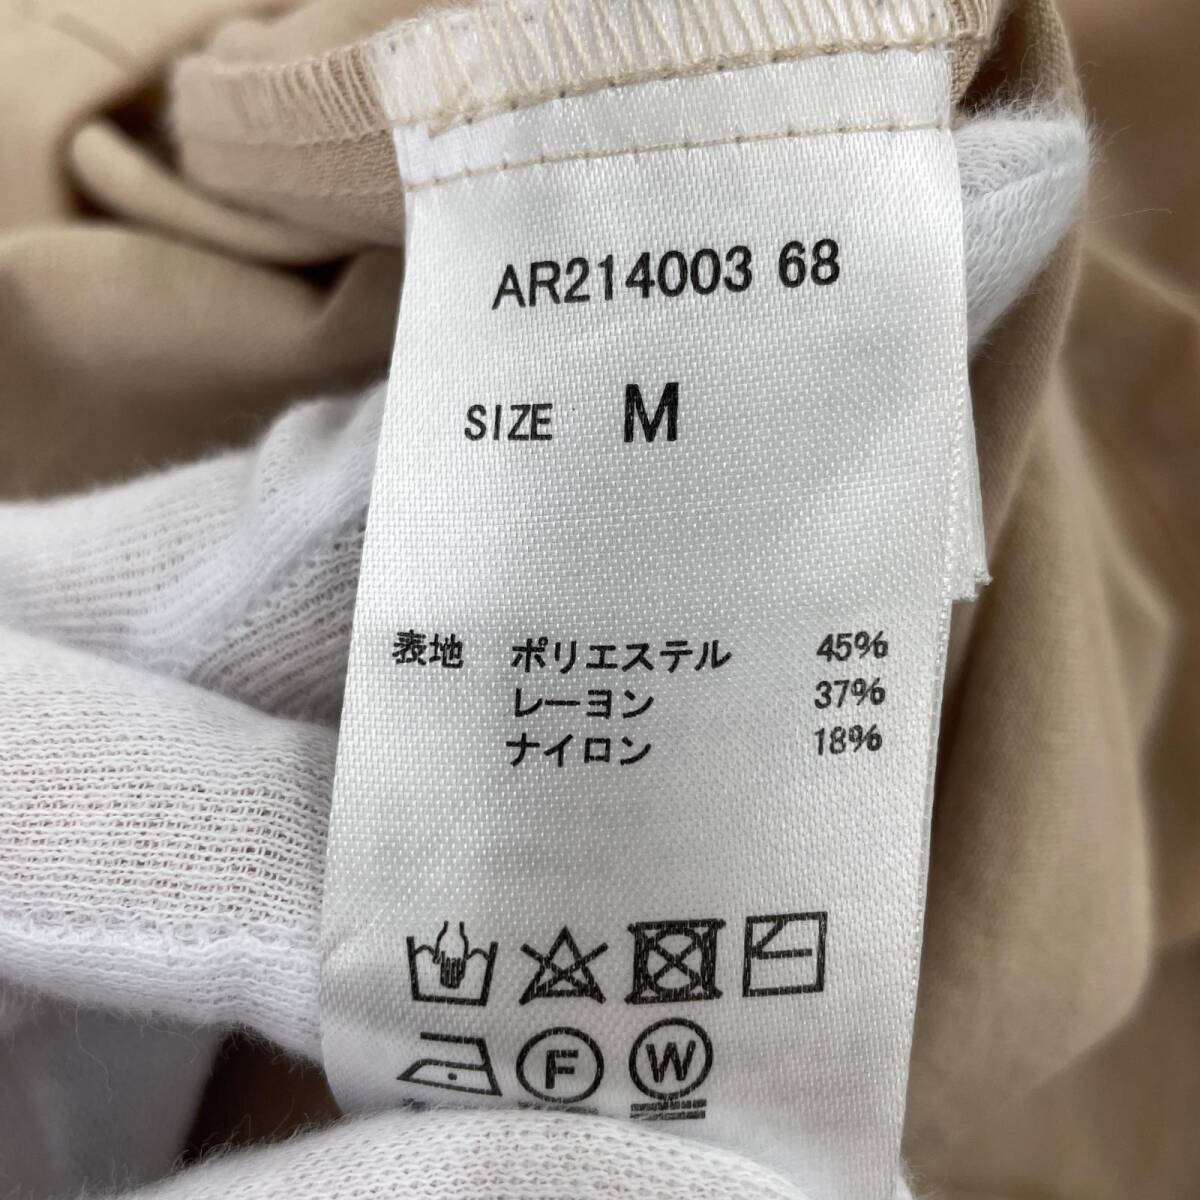 AR214003 68
SIZE M
表地 ポリエステル 45%
レーヨン 37%
ナイロン 18%
F W